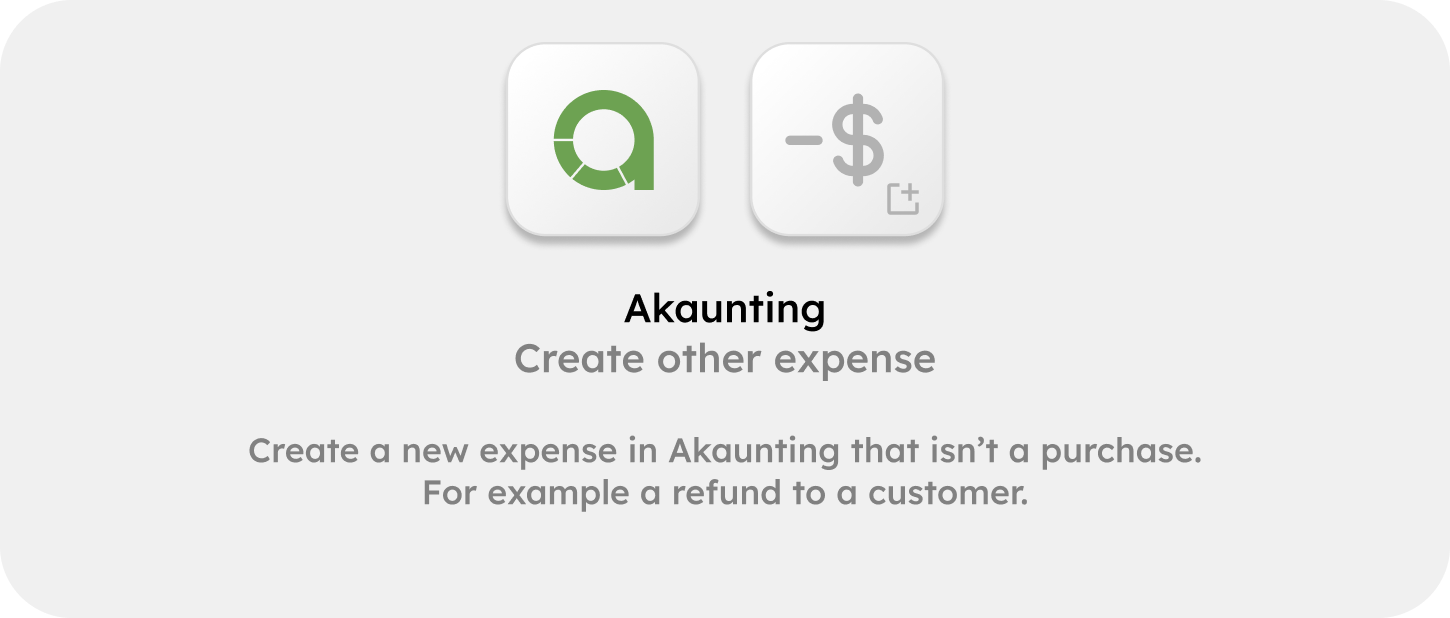 -$
Akaunting
Create other expense
Create a new expense in Akaunting that isn’t a purchase.
For example a refund to a customer.